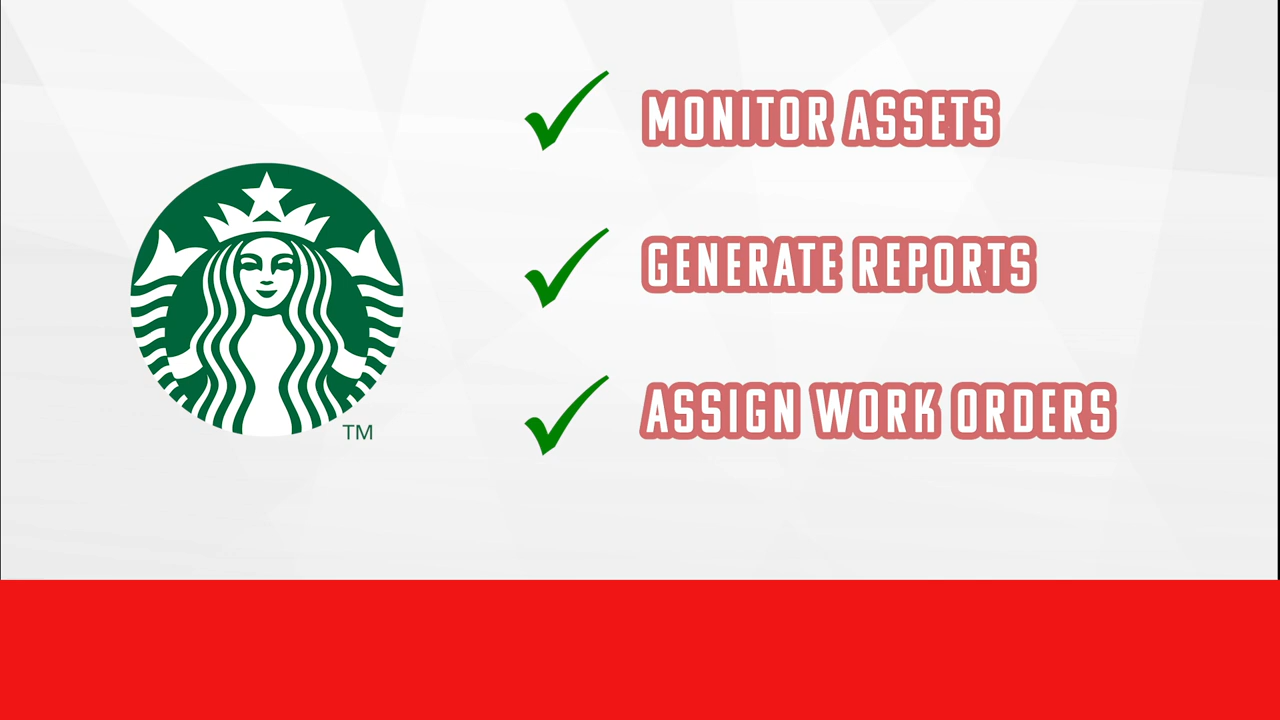 MONITOR ASSETS
GENERATE REPORTS
ASSIGN WORK ORDERS
TM